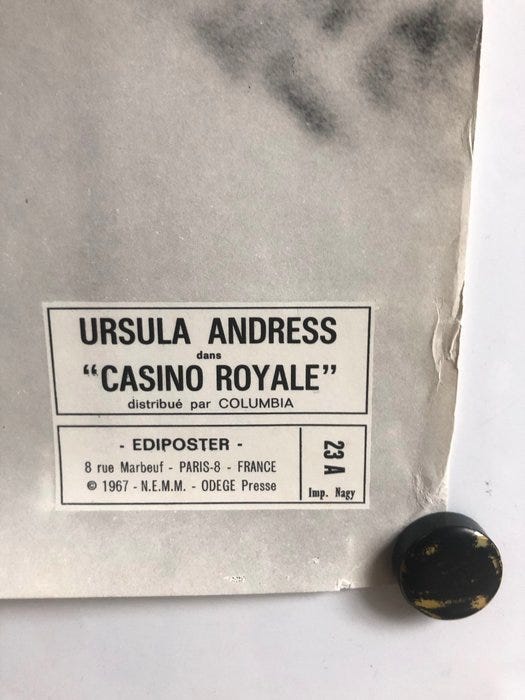 URSULA ANDRESS
dans
“CASINO ROYALE”
distribué par COLUMBIA
- EDIPOSTER -
8 rue Marbeuf - PARIS-8 - FRANCE
© 1967 - N.E.M.M. - ODEGE Presse
23 A
Imp. Nagy